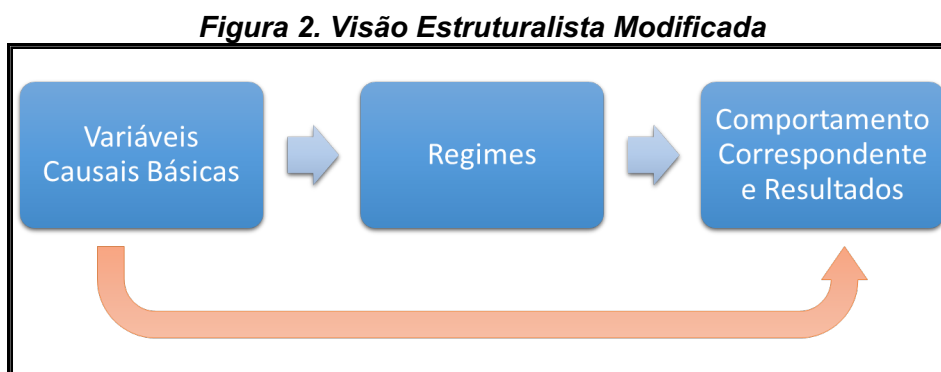 Figura 2. Visão Estruturalista Modificada
Variáveis
Causais Básicas
Regimes
Comportamento
Correspondente
e Resultados